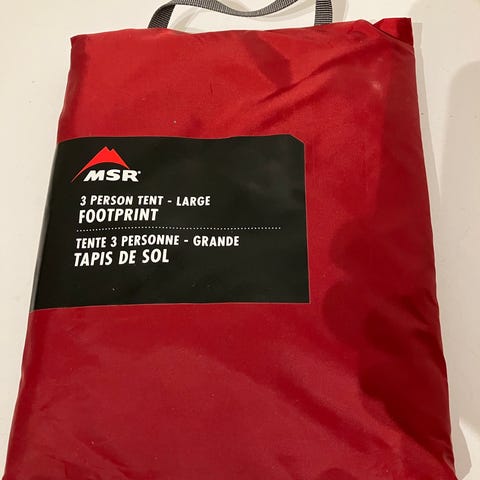 MSR®
3 PERSON TENT - LARGE
FOOTPRINT
TENTE 3 PERSONNE - GRANDE
TAPIS DE SOL